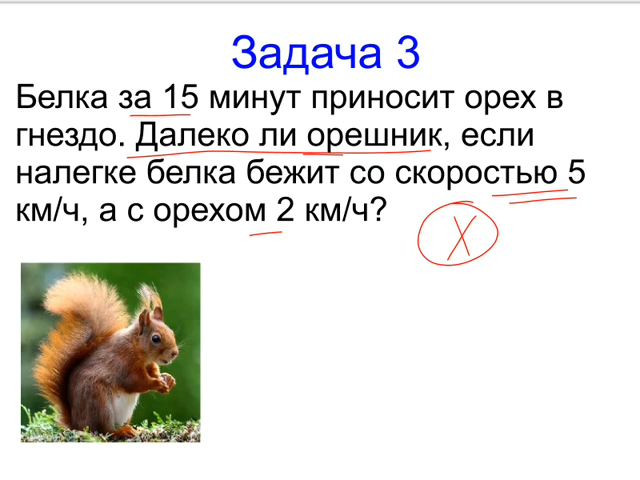 Задача 3
Белка за 15 минут приносит орех в
гнездо. Далеко ли орешник, если
налегке белка бежит со скоростью 5
км/ч, а с орехом 2 км/ч?
X